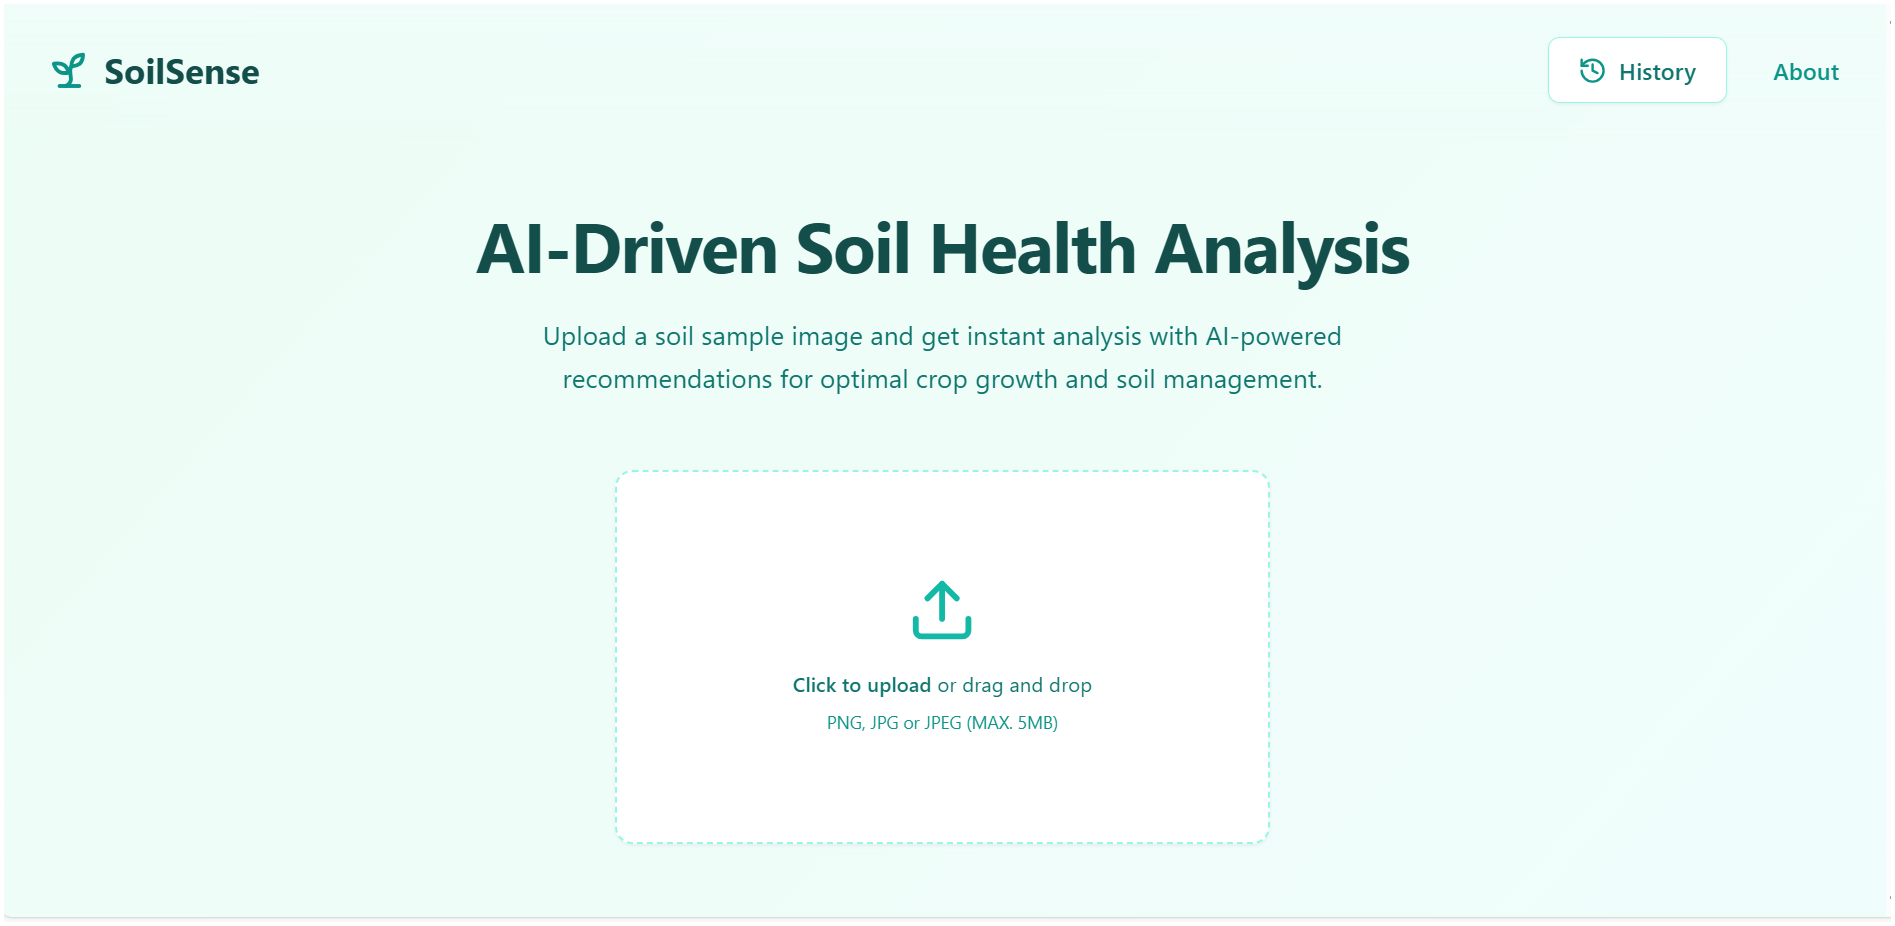 SoilSense
History
About
AI-Driven Soil Health Analysis
Upload a soil sample image and get instant analysis with AI-powered
recommendations for optimal crop growth and soil management.
Click to upload or drag and drop
PNG, JPG or JPEG (MAX. 5MB)